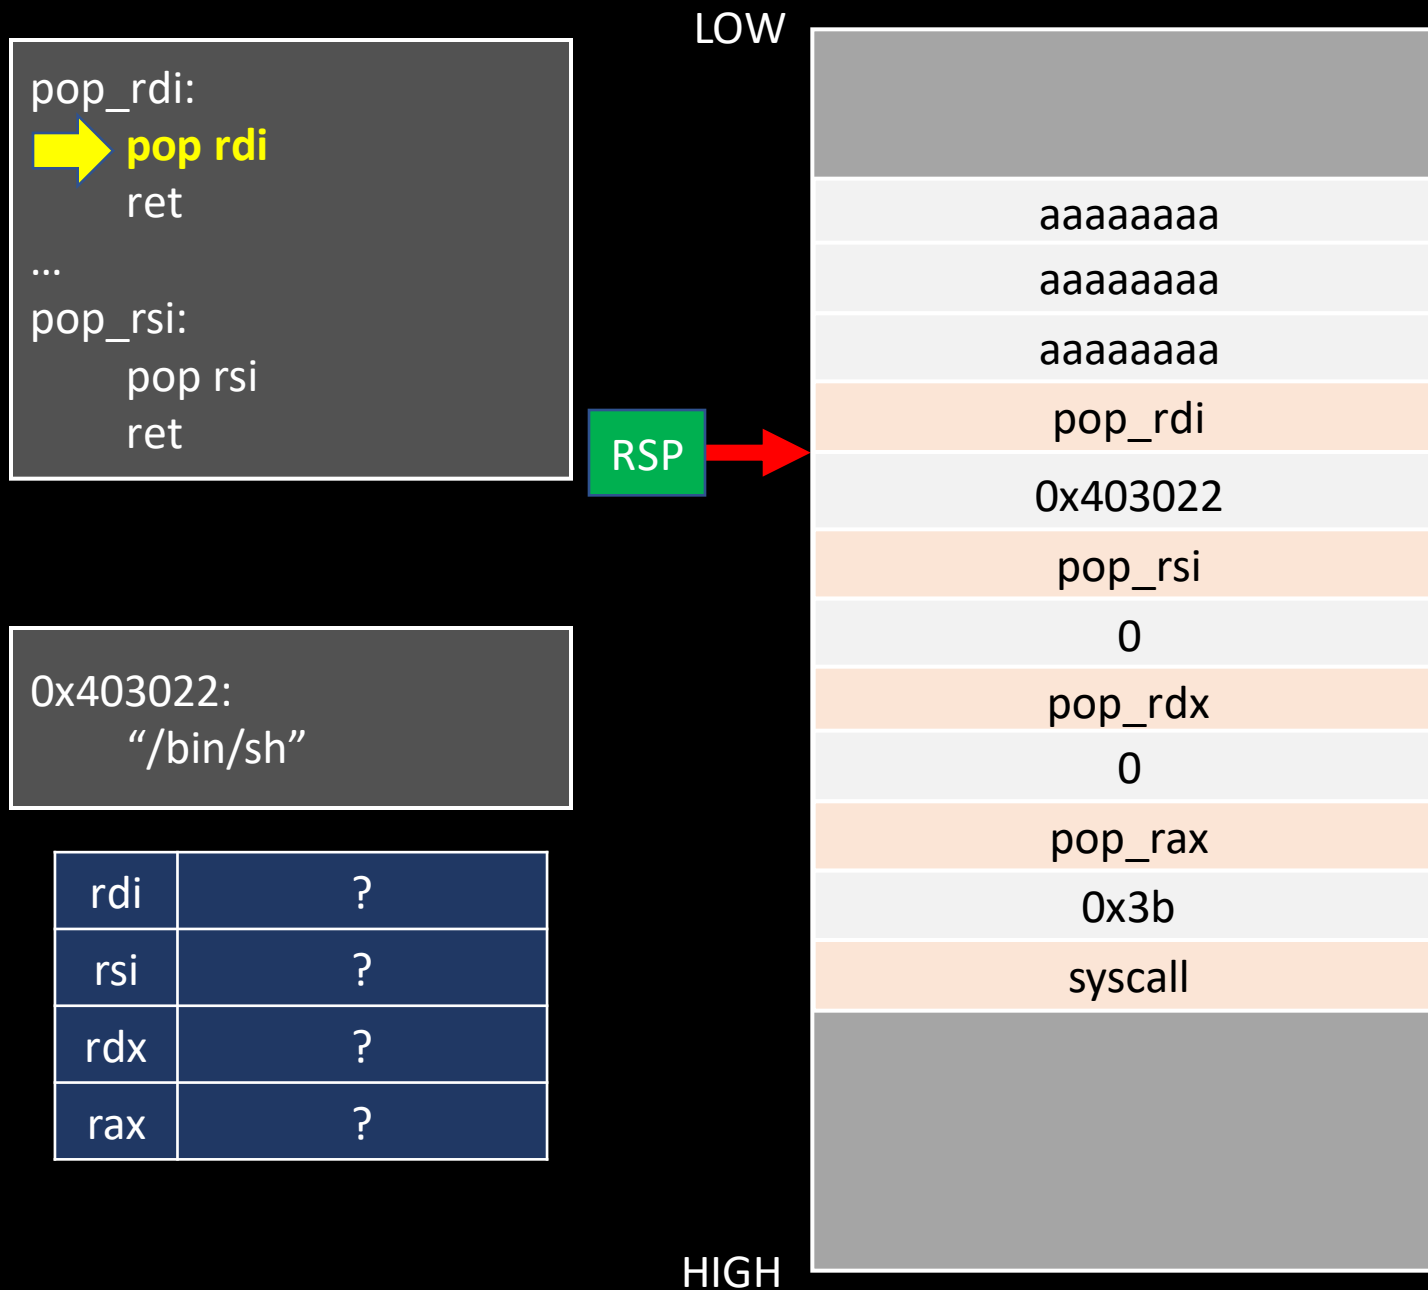 LOW
pop_rdi:
pop rdi
ret
…
pop_rsi:
pop rsi
ret
RSP
0x403022:
“/bin/sh”
rdi ?
rsi ?
rdx ?
rax ?
aaaaaaaa
aaaaaaaa
aaaaaaaa
pop_rdi
0x403022
pop_rsi
0
pop_rdx
0
pop_rax
0x3b
syscall
HIGH